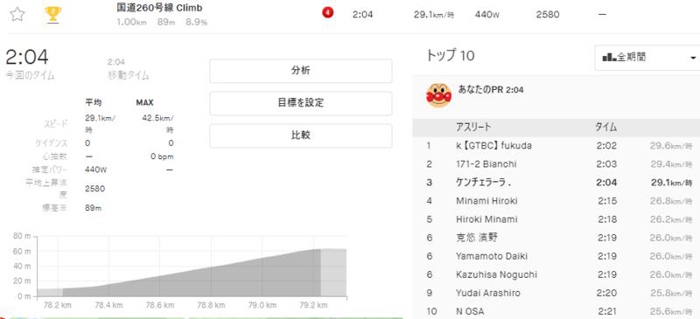 国道260号線 Climb
1.00km 89m 8.9%
4 2:04 29.1km/時 440W 2580 —
2:04
今回のタイム
2:04
移動タイム
分析
目標を設定
比較
平均 MAX
スピード 29.1km/時 42.5km/時
ケイデンス 0 0
心拍数 — 0 bpm
推定パワー 440W —
平均上昇速度 2580
標高差 89m
80 m
60 m
40 m
20 m
0 m
78.2 km 78.4 km 78.6 km 78.8 km 79.0 km 79.2 km
トップ 10
全期間
あなたのPR 2:04
アスリート タイム
1 k【GTBC】fukuda 2:02 29.6km/時
2 171-2 Bianchi 2:03 29.4km/時
3 ケンチェラーラ . 2:04 29.1km/時
4 Minami Hiroki 2:15 26.8km/時
5 Hiroki Minami 2:18 26.2km/時
6 克悠 濱野 2:19 26.0km/時
6 Yamamoto Daiki 2:19 26.0km/時
6 Kazuhisa Noguchi 2:19 26.0km/時
9 Yudai Arashiro 2:20 25.8km/時
10 N OSA 2:21 25.6km/時